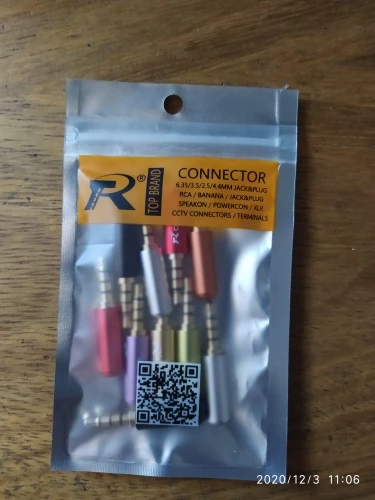 R®
TOP BRAND
CONNECTOR
6.35/3.5/2.5/4.4MM JACK&PLUG
RCA / BANANA / JACK&PLUG
SPEAKON / POWERCON / XLR
CCTV CONNECTORS / TERMINALS
2020/12/3 11:06